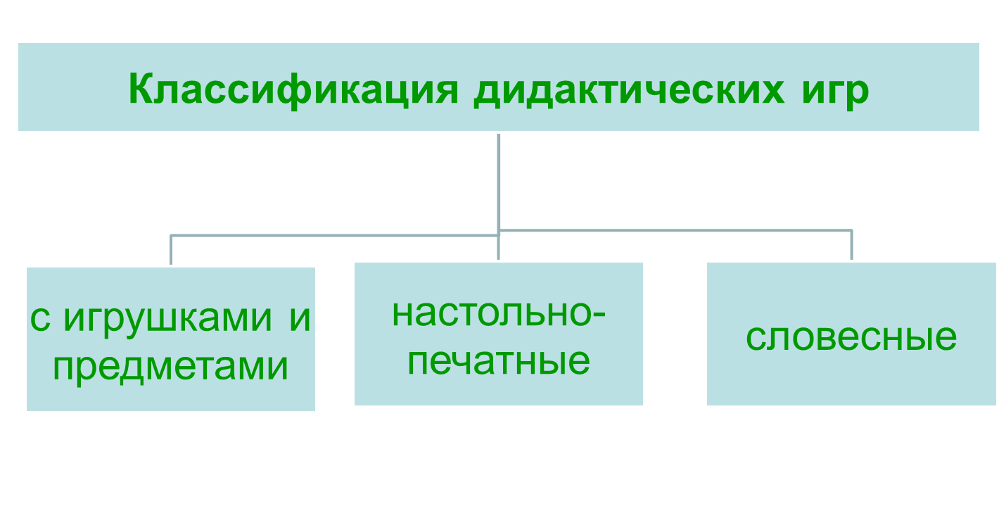 Классификация дидактических игр
с игрушками и
предметами
настольно-
печатные
словесные